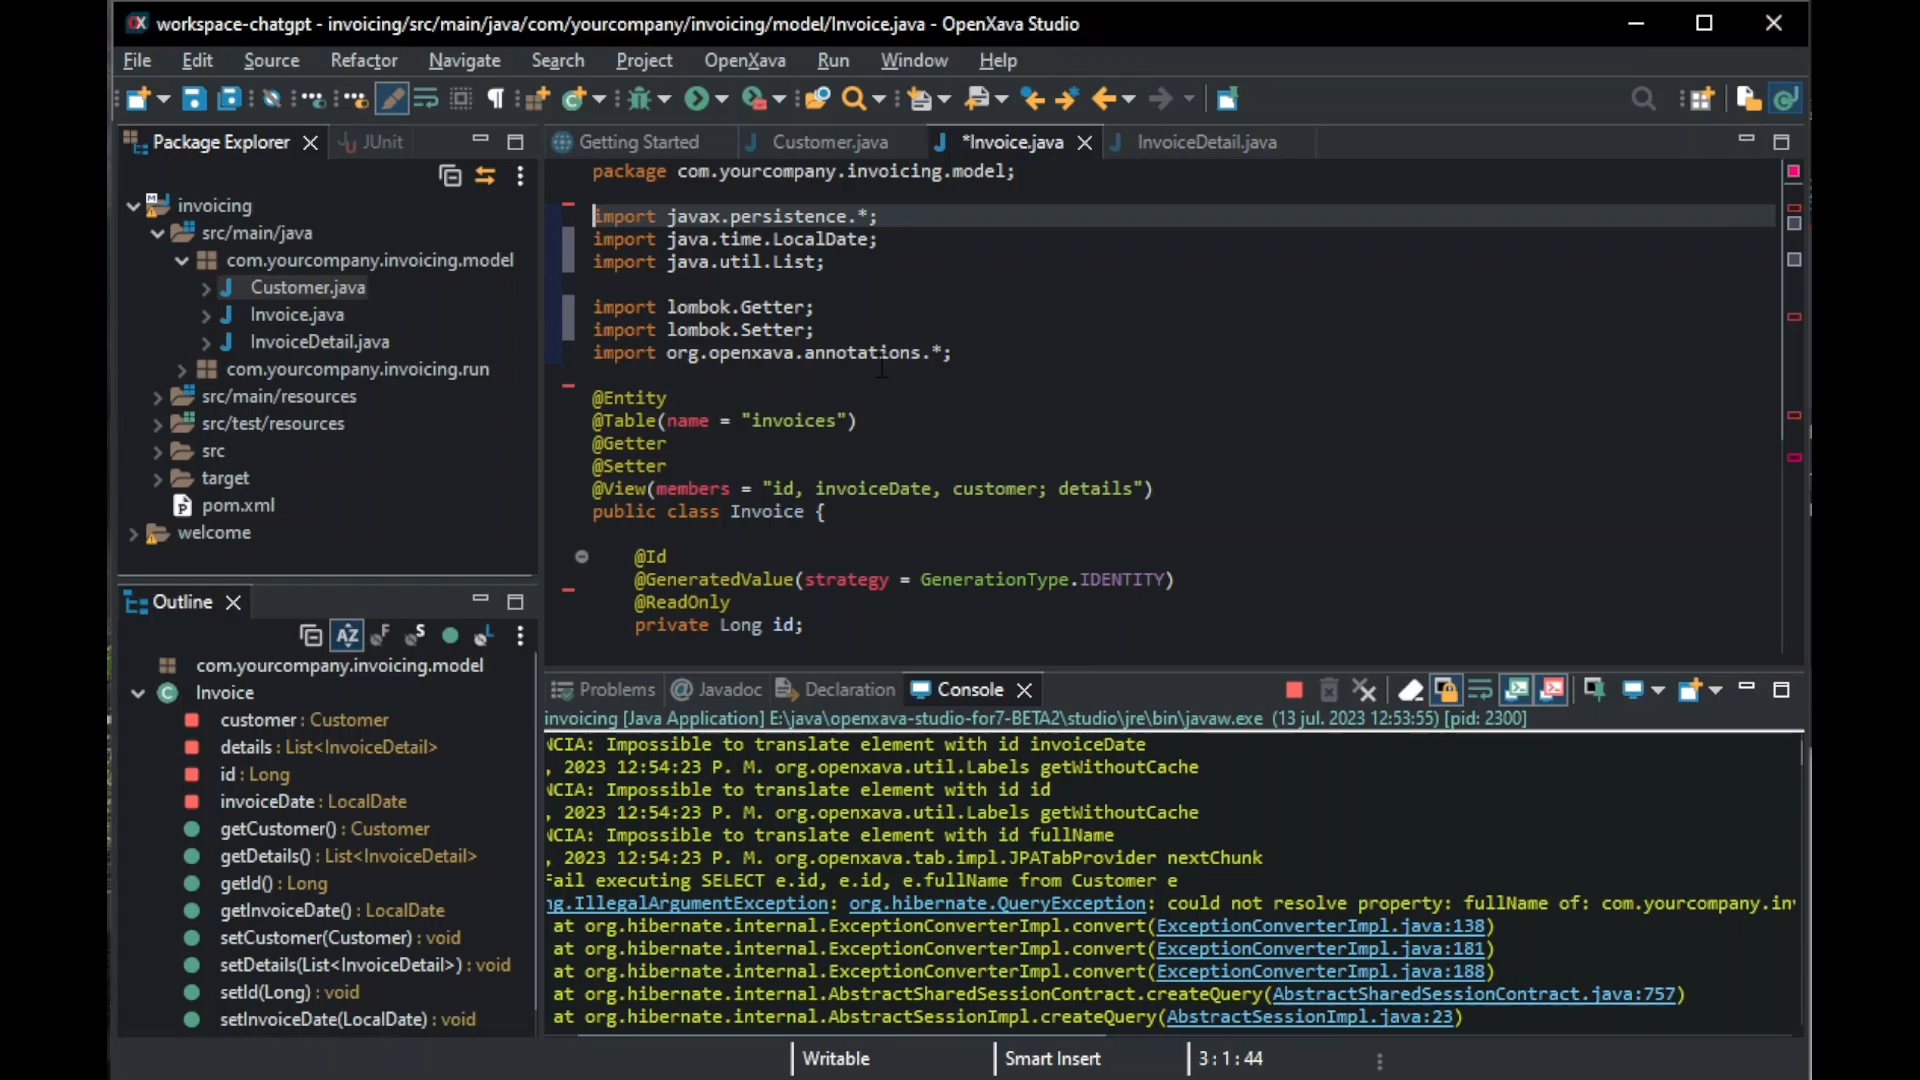 workspace-chatgpt - invoicing/src/main/java/com/yourcompany/invoicing/model/Invoice.java - OpenXava Studio
File Edit Source Refactor Navigate Search Project OpenXava Run Window Help
Package Explorer
JUnit
invoicing
src/main/java
com.yourcompany.invoicing.model
Customer.java
Invoice.java
InvoiceDetail.java
com.yourcompany.invoicing.run
src/main/resources
src/test/resources
src
target
pom.xml
welcome
Outline
com.yourcompany.invoicing.model
Invoice
customer : Customer
details : List<InvoiceDetail>
id : Long
invoiceDate : LocalDate
getCustomer() : Customer
getDetails() : List<InvoiceDetail>
getId() : Long
getInvoiceDate() : LocalDate
setCustomer(Customer) : void
setDetails(List<InvoiceDetail>) : void
setId(Long) : void
setInvoiceDate(LocalDate) : void
Getting Started
Customer.java
*Invoice.java
InvoiceDetail.java
package com.yourcompany.invoicing.model;
import javax.persistence.*;
import java.time.LocalDate;
import java.util.List;
import lombok.Getter;
import lombok.Setter;
import org.openxava.annotations.*;
@Entity
@Table(name = "invoices")
@Getter
@Setter
@View(members = "id, invoiceDate, customer; details")
public class Invoice {
@Id
@GeneratedValue(strategy = GenerationType.IDENTITY)
@ReadOnly
private Long id;
Problems
@ Javadoc
Declaration
Console
invoicing [Java Application] E:\java\openxava-studio-for7-BETA2\studio\jre\bin\javaw.exe (13 jul. 2023 12:53:55) [pid: 2300]
NCIA: Impossible to translate element with id invoiceDate
, 2023 12:54:23 P. M. org.openxava.util.Labels getWithoutCache
NCIA: Impossible to translate element with id id
, 2023 12:54:23 P. M. org.openxava.util.Labels getWithoutCache
NCIA: Impossible to translate element with id fullName
, 2023 12:54:23 P. M. org.openxava.tab.impl.JPATabProvider nextChunk
Fail executing SELECT e.id, e.id, e.fullName from Customer e
ng.IllegalArgumentException: org.hibernate.QueryException: could not resolve property: fullName of: com.yourcompany.inv
at org.hibernate.internal.ExceptionConverterImpl.convert(ExceptionConverterImpl.java:138)
at org.hibernate.internal.ExceptionConverterImpl.convert(ExceptionConverterImpl.java:181)
at org.hibernate.internal.ExceptionConverterImpl.convert(ExceptionConverterImpl.java:188)
at org.hibernate.internal.AbstractSharedSessionContract.createQuery(AbstractSharedSessionContract.java:757)
at org.hibernate.internal.AbstractSessionImpl.createQuery(AbstractSessionImpl.java:23)
Writable
Smart Insert
3 : 1 : 44